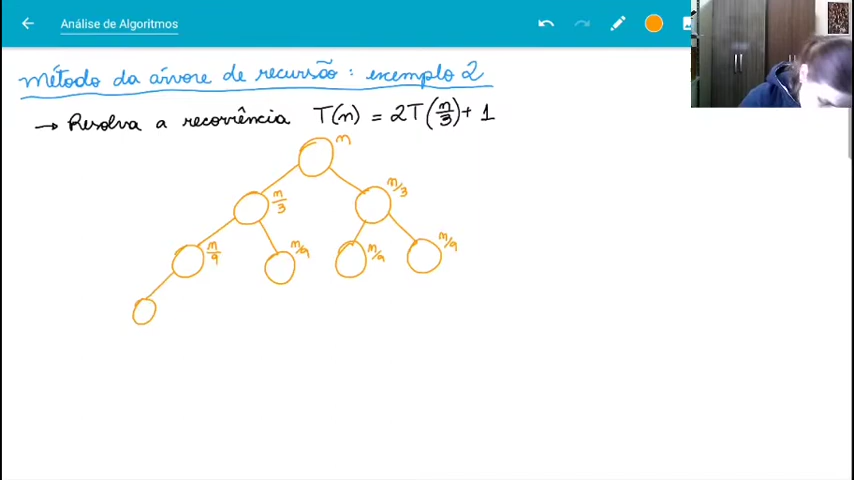 Análise de Algoritmos
Método da árvore de recursão: exemplo 2
→ Resolva a recorrência T(n) = 2T(n/3) + 1
n
n/3 n/3
n/9 n/9 n/9 n/9